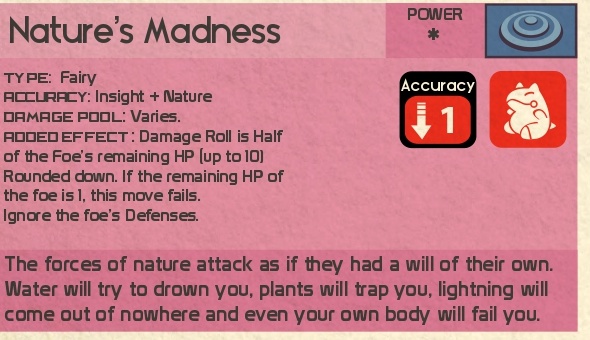 Nature's Madness
POWER
*
TYPE: Fairy
ACCURACY: Insight + Nature
DAMAGE POOL: Varies.
ADDED EFFECT: Damage Roll is Half
of the Foe's remaining HP (up to 10)
Rounded down. If the remaining HP of
the foe is 1, this move fails.
Ignore the foe's Defenses.
Accuracy
1
The forces of nature attack as if they had a will of their own.
Water will try to drown you, plants will trap you, lightning will
come out of nowhere and even your own body will fail you.